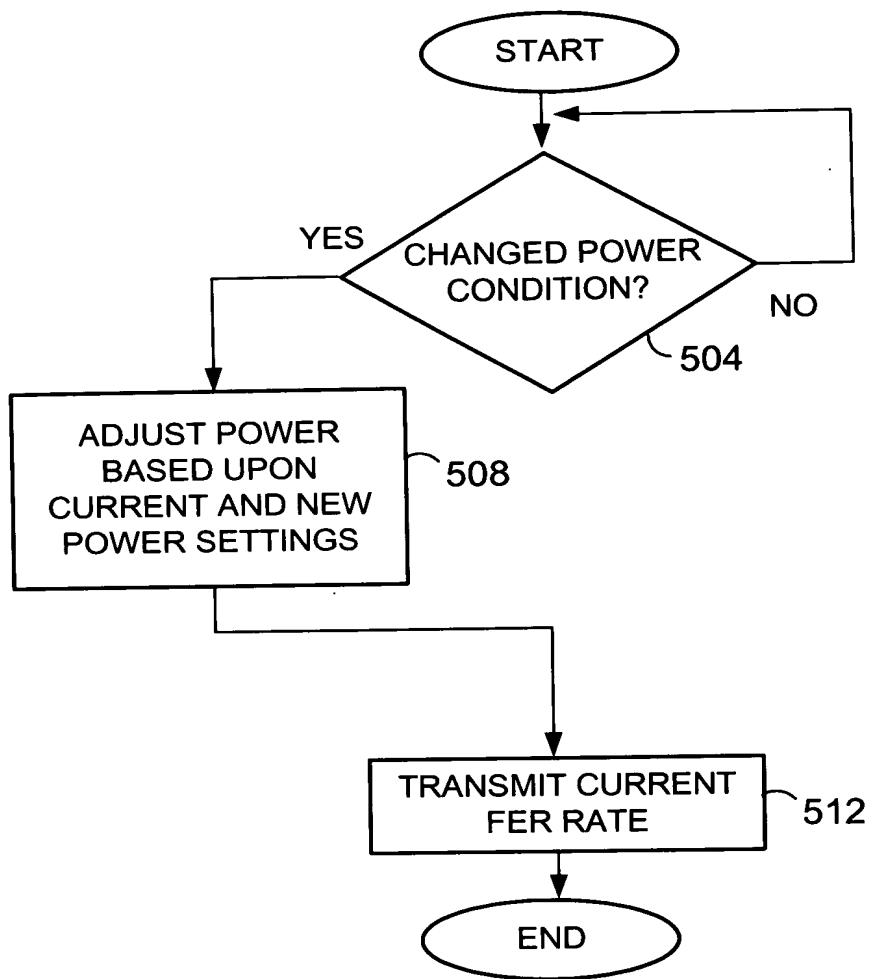 START
YES
CHANGED POWER
CONDITION?
NO
504
ADJUST POWER
BASED UPON
CURRENT AND NEW
POWER SETTINGS
508
TRANSMIT CURRENT
FER RATE
512
END